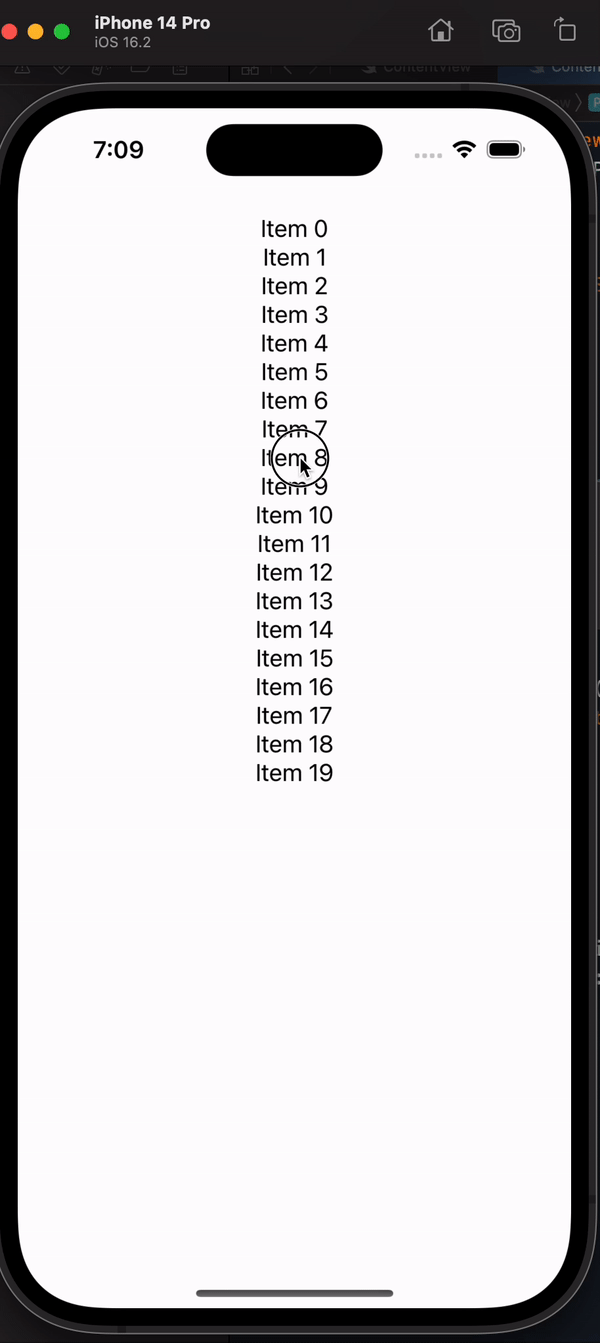 iPhone 14 Pro
iOS 16.2
ContentView
7:09
Item 0
Item 1
Item 2
Item 3
Item 4
Item 5
Item 6
Item 7
Item 8
Item 9
Item 10
Item 11
Item 12
Item 13
Item 14
Item 15
Item 16
Item 17
Item 18
Item 19